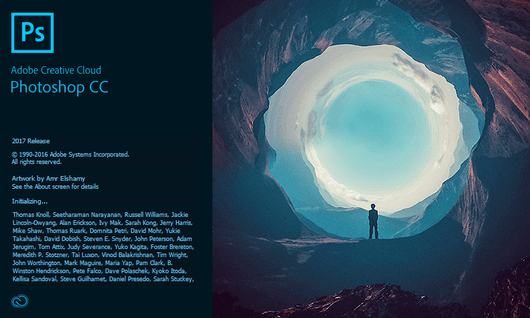 Ps
Adobe Creative Cloud
Photoshop CC
2017 Release
© 1990-2016 Adobe Systems Incorporated.
All rights reserved.
Artwork by Amr Elshamy
See the About screen for details
Initializing...
Thomas Knoll, Seetharaman Narayanan, Russell Williams, Jackie
Lincoln-Owyang, Alan Erickson, Ivy Mak, Sarah Kong, Jerry Harris,
Mike Shaw, Thomas Ruark, Domnita Petri, David Mohr, Yukie
Takahashi, David Dobish, Steven E. Snyder, John Peterson, Adam
Jerugim, Tom Attix, Judy Severance, Yuko Kagita, Foster Brereton,
Meredith P. Stotzner, Tai Luxon, Vinod Balakrishnan, Tim Wright,
John Worthington, Mark Maguire, Maria Yap, Pam Clark, B.
Winston Hendrickson, Pete Falco, Dave Polaschek, Kyoko Itoda,
Kellisa Sandoval, Steve Guilhamet, Daniel Presedo, Sarah Stuckey,